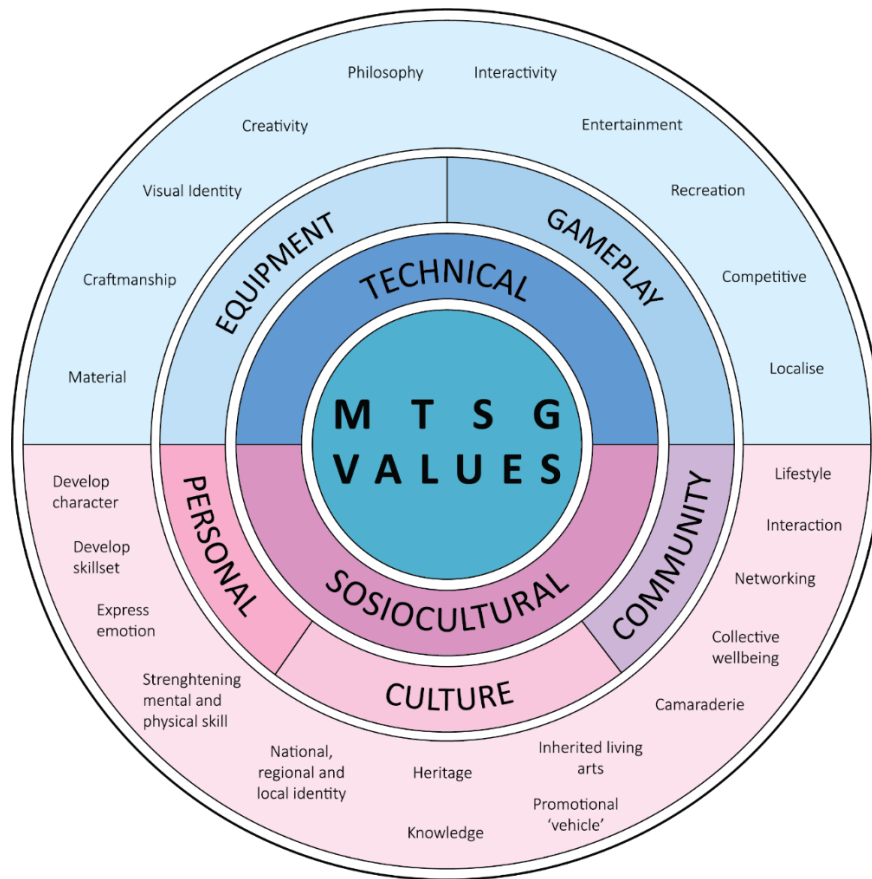 Philosophy
Interactivity
Creativity
Entertainment
Visual Identity
Recreation
Craftmanship
Competitive
Material
Localise
EQUIPMENT
GAMEPLAY
TECHNICAL
M T S G
VALUES
SOSIOCULTURAL
PERSONAL
CULTURE
COMMUNITY
Develop
character
Develop
skillset
Express
emotion
Strenghtening
mental and
physical skill
National,
regional and
local identity
Heritage
Knowledge
Inherited living
arts
Promotional
‘vehicle’
Lifestyle
Interaction
Networking
Collective
wellbeing
Camaraderie